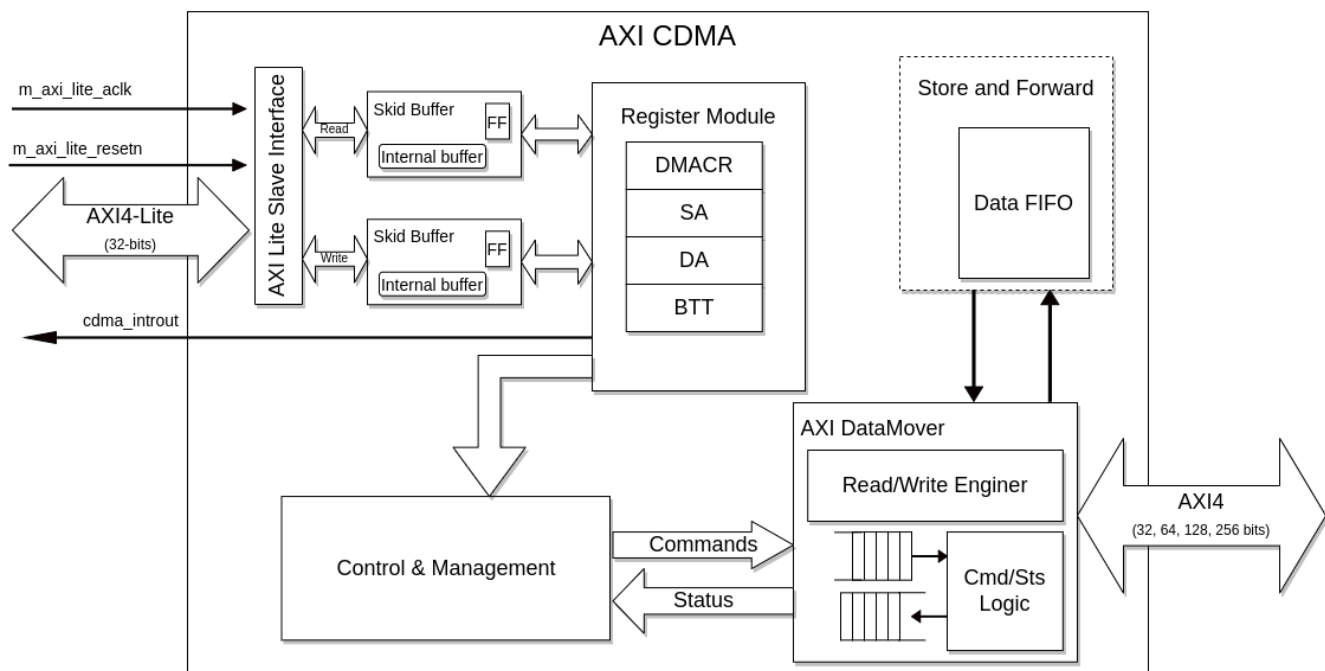 AXI CDMA
m_axi_lite_aclk
m_axi_lite_resetn
AXI4-Lite
(32-bits)
cdma_introut
AXI Lite Slave Interface
Read
Write
Skid Buffer
FF
Internal buffer
Skid Buffer
FF
Internal buffer
Register Module
DMACR
SA
DA
BTT
Store and Forward
Data FIFO
Control & Management
Commands
Status
AXI DataMover
Read/Write Enginer
Cmd/Sts
Logic
AXI4
(32, 64, 128, 256 bits)